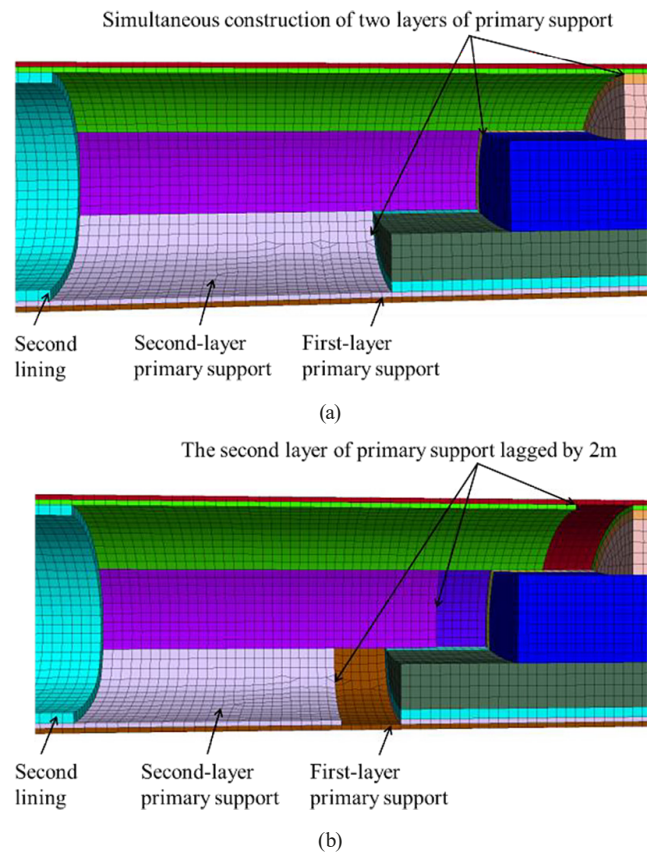 Simultaneous construction of two layers of primary support
Second lining
Second-layer primary support
First-layer primary support
(a)
The second layer of primary support lagged by 2m
Second lining
Second-layer primary support
First-layer primary support
(b)